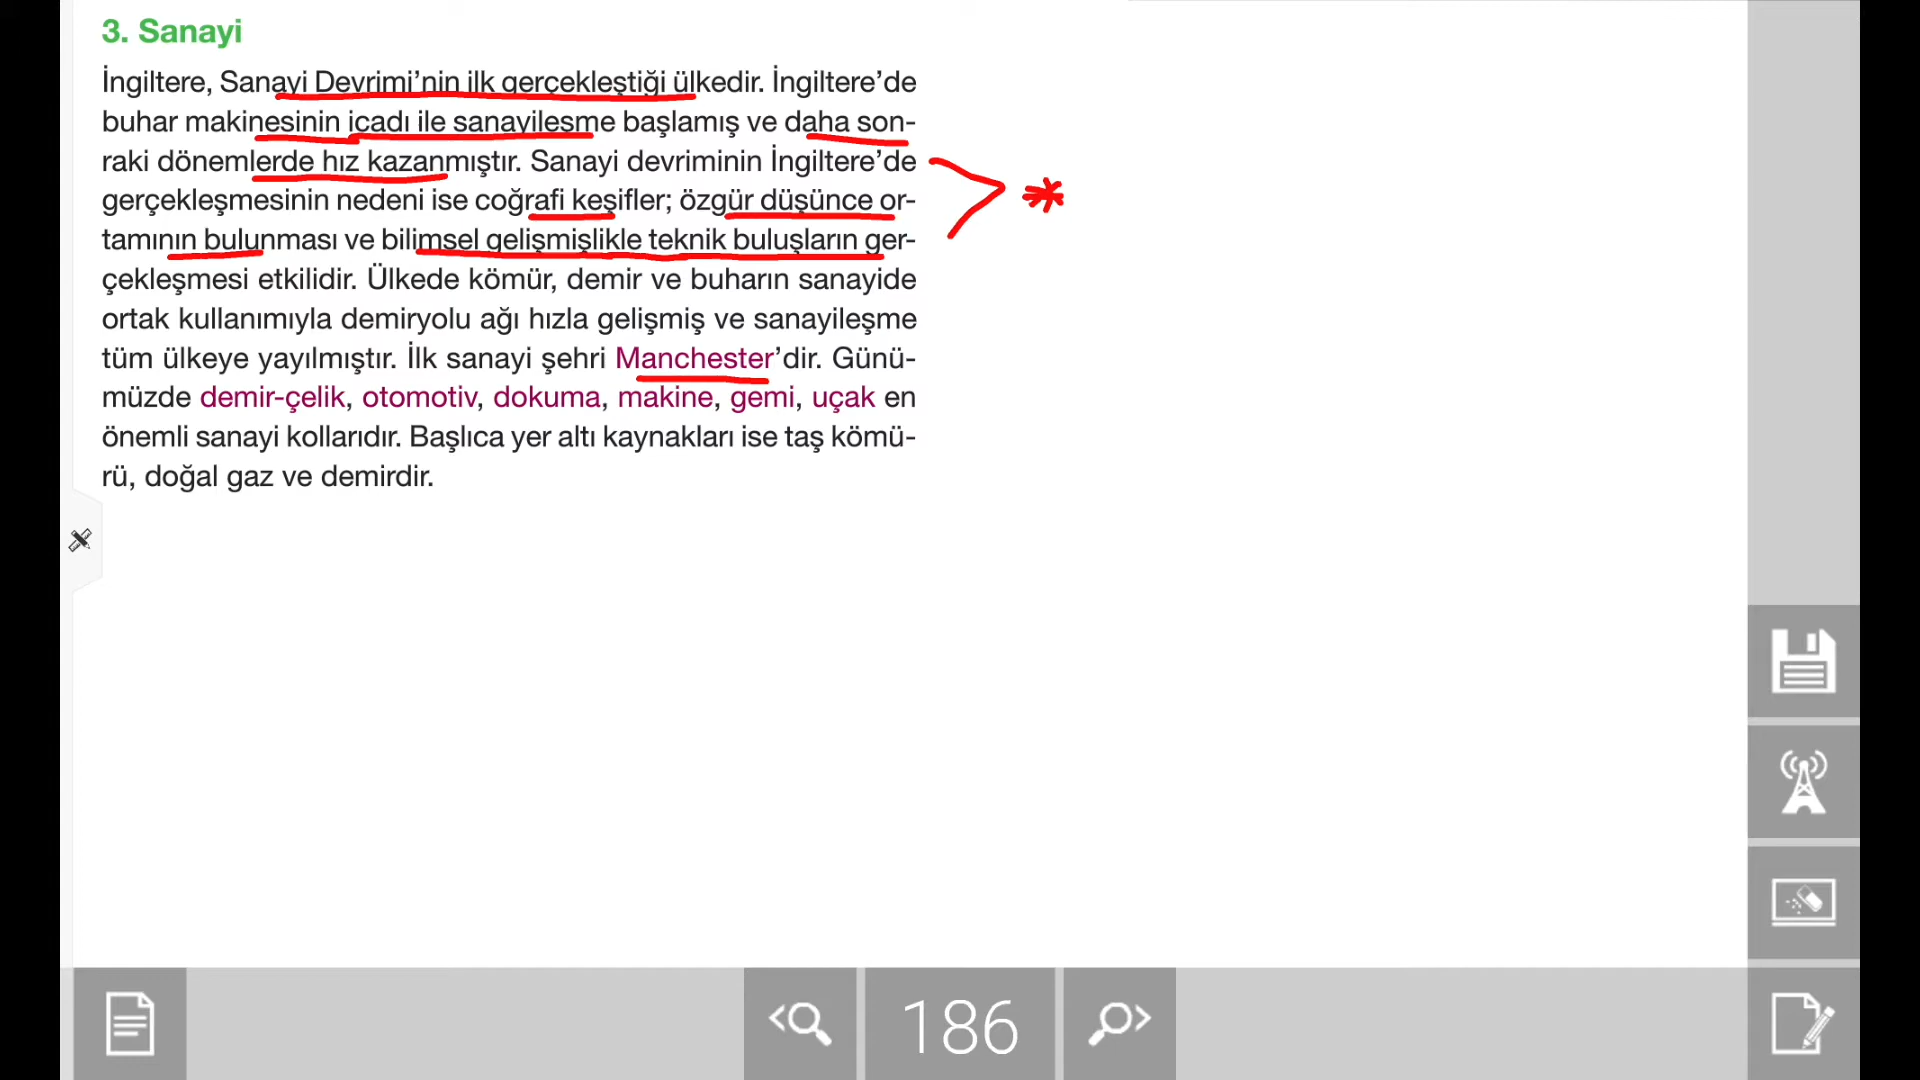 3. Sanayi
İngiltere, Sanayi Devrimi’nin ilk gerçekleştiği ülkedir. İngiltere’de
buhar makinesinin icadı ile sanayileşme başlamış ve daha son-
raki dönemlerde hız kazanmıştır. Sanayi devriminin İngiltere’de
gerçekleşmesinin nedeni ise coğrafi keşifler; özgür düşünce or-
tamının bulunması ve bilimsel gelişmişlikle teknik buluşların ger-
çekleşmesi etkilidir. Ülkede kömür, demir ve buharın sanayide
ortak kullanımıyla demiryolu ağı hızla gelişmiş ve sanayileşme
tüm ülkeye yayılmıştır. İlk sanayi şehri Manchester’dir. Günü-
müzde demir-çelik, otomotiv, dokuma, makine, gemi, uçak en
önemli sanayi kollarıdır. Başlıca yer altı kaynakları ise taş kömü-
rü, doğal gaz ve demirdir.
186